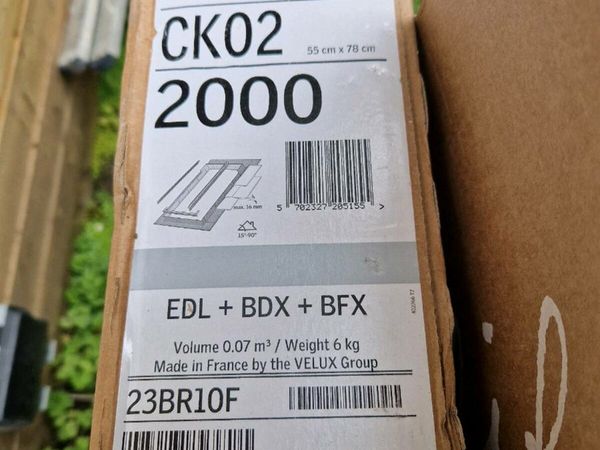 CK02 55 cm x 78 cm
2000
max. 16 mm
15°-90°
5 702327 205155 >
EDL + BDX + BFX
Volume 0.07 m³ / Weight 6 kg
Made in France by the VELUX Group
23BR10F